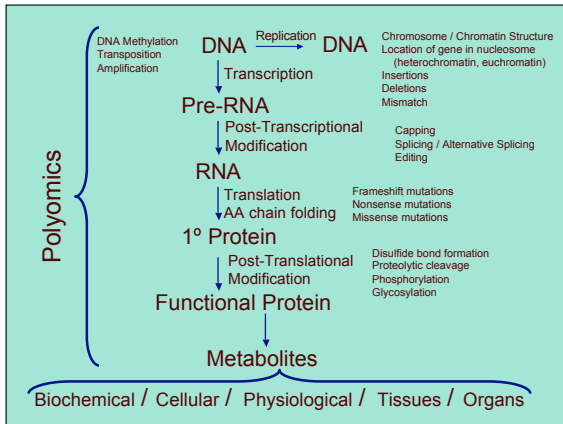 DNA Methylation
Transposition
Amplification
DNA
Replication
DNA
Chromosome / Chromatin Structure
Location of gene in nucleosome
(heterochromatin, euchromatin)
Insertions
Deletions
Mismatch
Transcription
Pre-RNA
Post-Transcriptional
Modification
Capping
Splicing / Alternative Splicing
Editing
RNA
Translation
AA chain folding
Frameshift mutations
Nonsense mutations
Missense mutations
1º Protein
Post-Translational
Modification
Disulfide bond formation
Proteolytic cleavage
Phosphorylation
Glycosylation
Functional Protein
Metabolites
Polyomics
Biochemical / Cellular / Physiological / Tissues / Organs